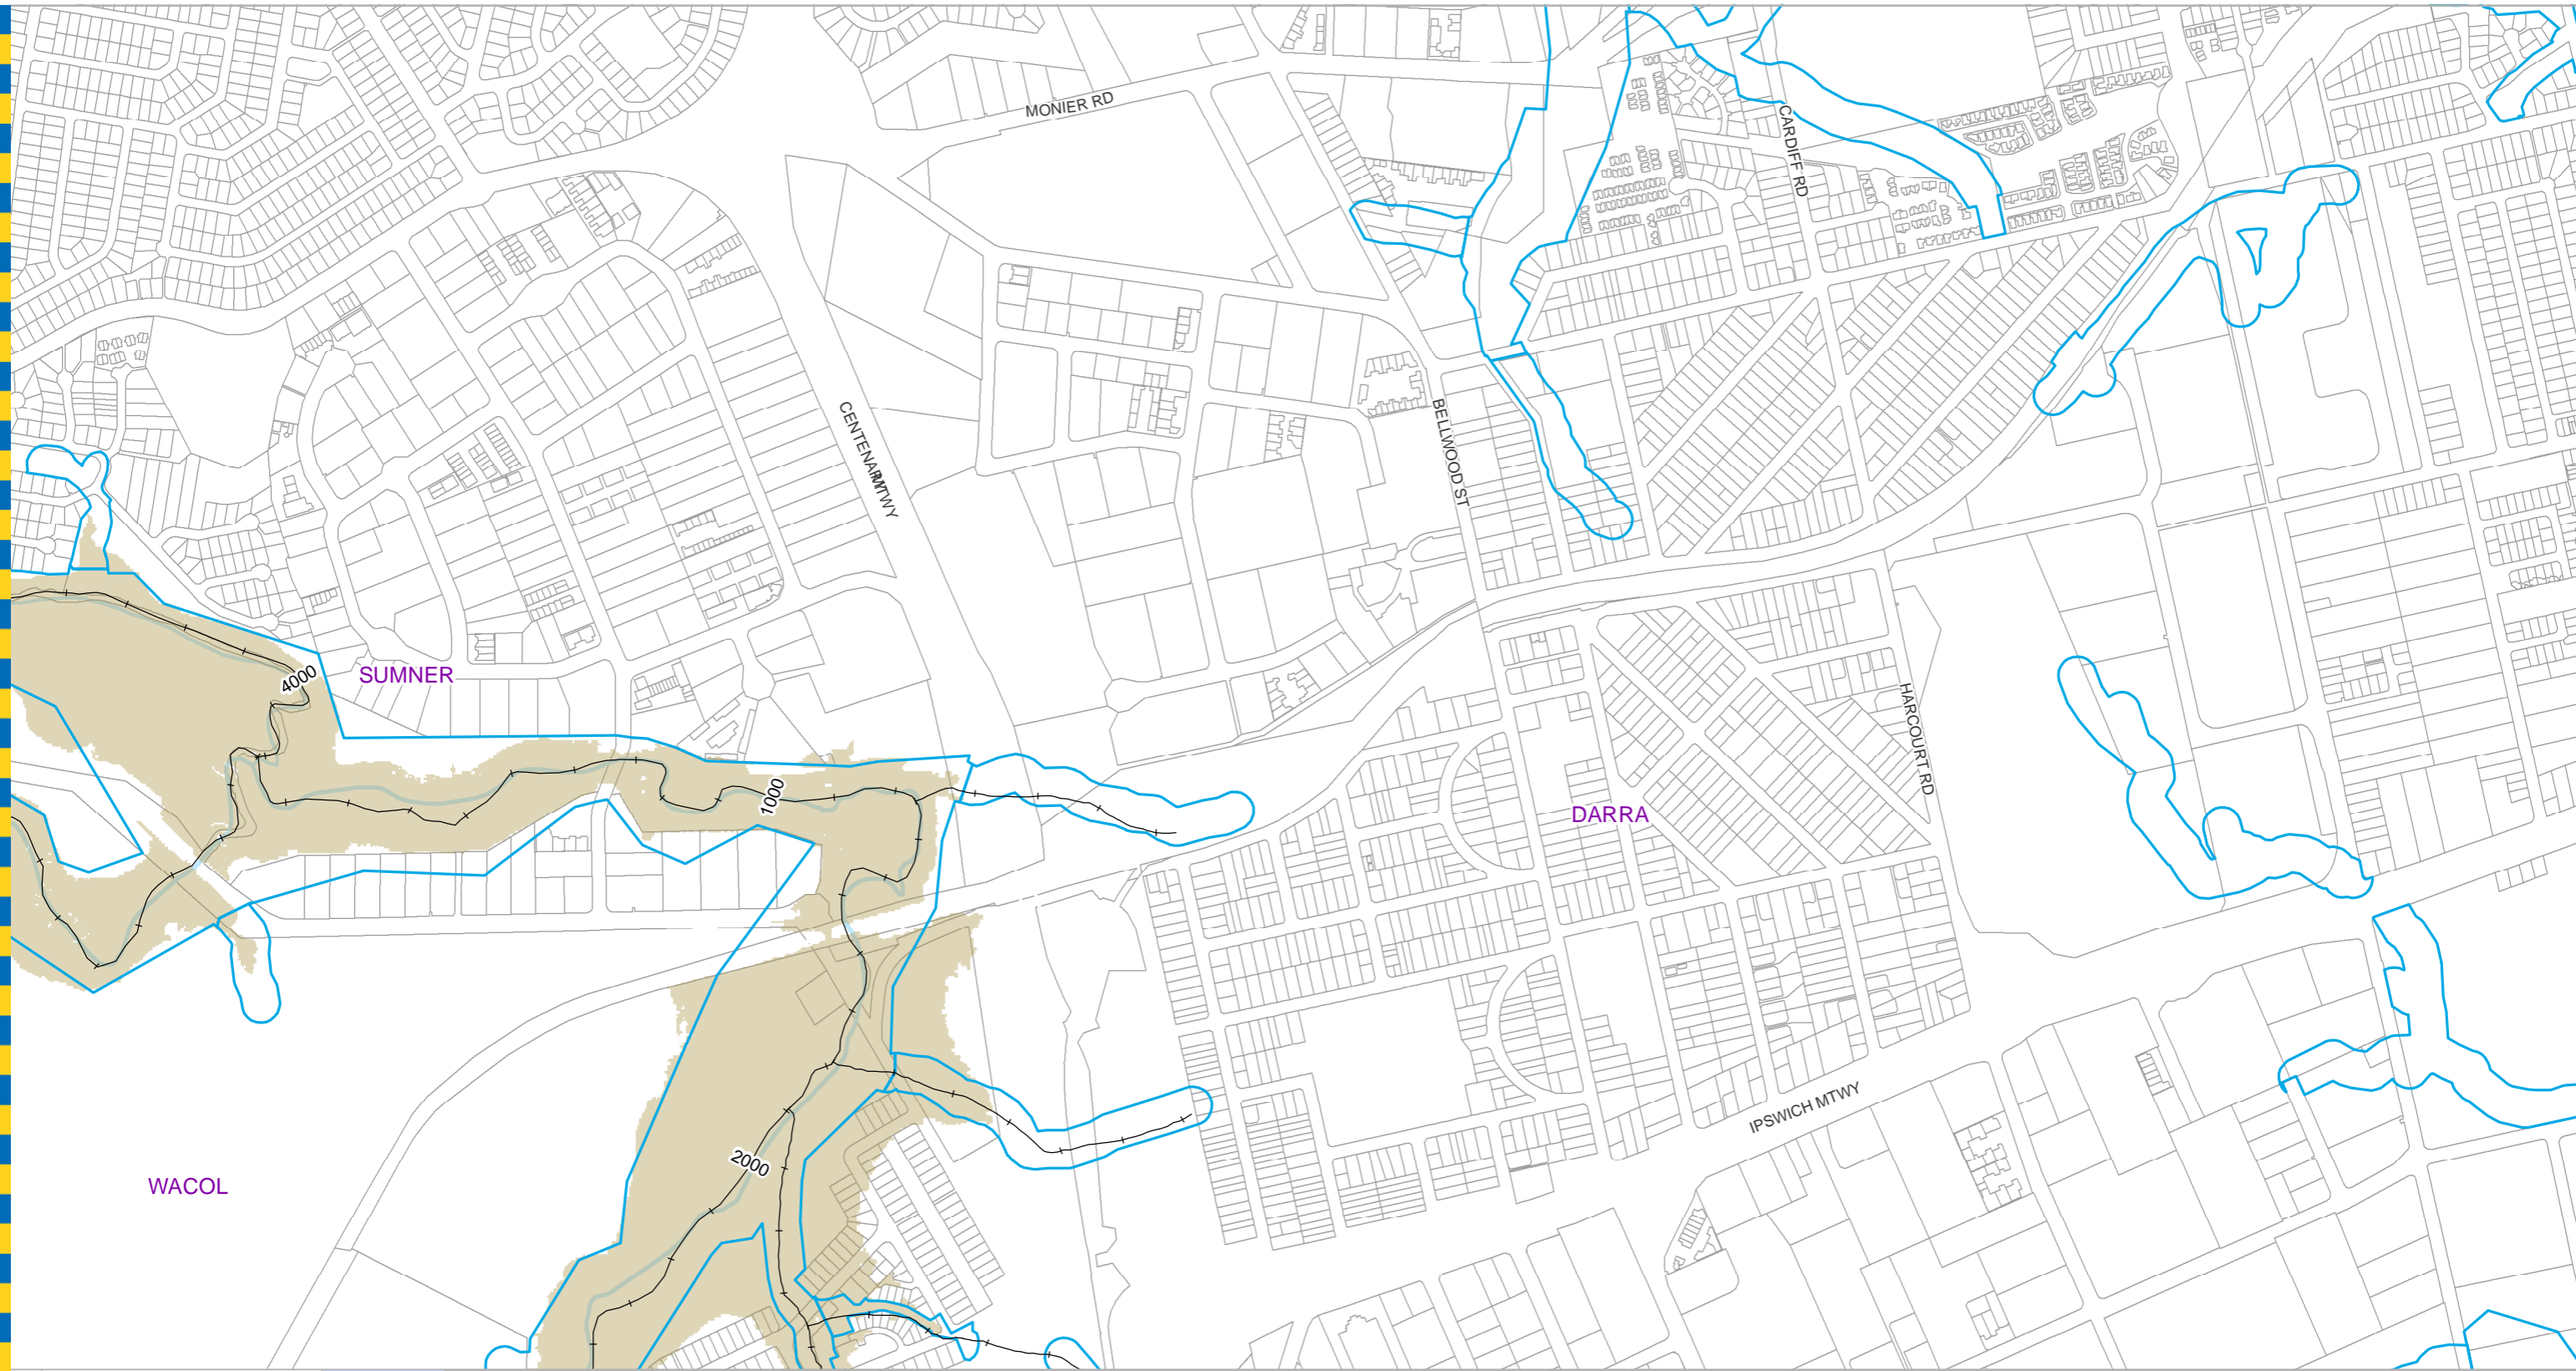 MONIER RD
CARDIFF RD
CENTENARY MTWY
BELLWOOD ST
SUMNER
4000
1000
HARCOURT RD
DARRA
IPSWICH MTWY
2000
WACOL